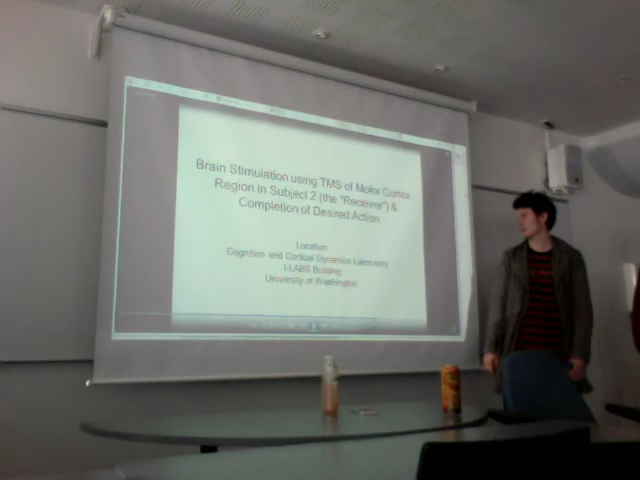 Brain Stimulation using TMS of Motor Cortex
Region in Subject 2 (the "Receiver") &
Completion of Desired Action
Location:
Cognition and Cortical Dynamics Laboratory
I-LABS Building
University of Washington